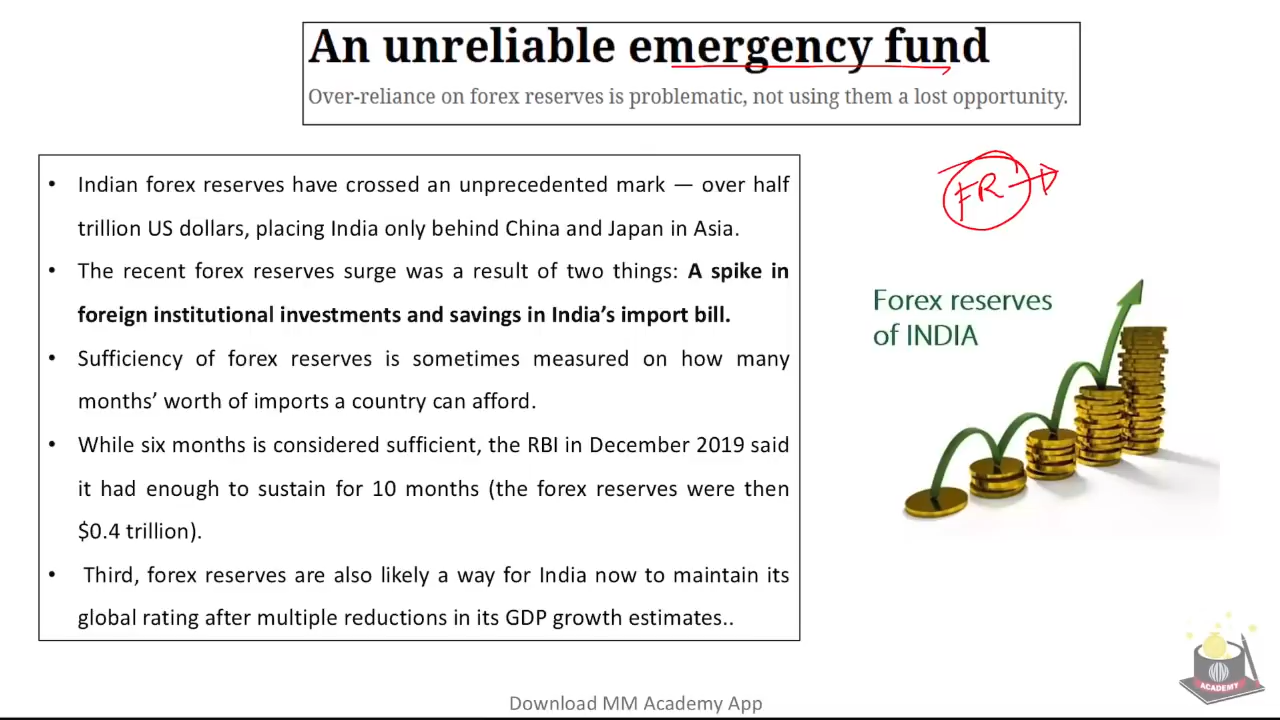 An unreliable emergency fund
Over-reliance on forex reserves is problematic, not using them a lost opportunity.
• Indian forex reserves have crossed an unprecedented mark — over half
trillion US dollars, placing India only behind China and Japan in Asia.
• The recent forex reserves surge was a result of two things: A spike in
foreign institutional investments and savings in India's import bill.
• Sufficiency of forex reserves is sometimes measured on how many
months' worth of imports a country can afford.
• While six months is considered sufficient, the RBI in December 2019 said
it had enough to sustain for 10 months (the forex reserves were then
$0.4 trillion).
• Third, forex reserves are also likely a way for India now to maintain its
global rating after multiple reductions in its GDP growth estimates..
FR
Forex reserves
of INDIA
ACADEMY
Download MM Academy App